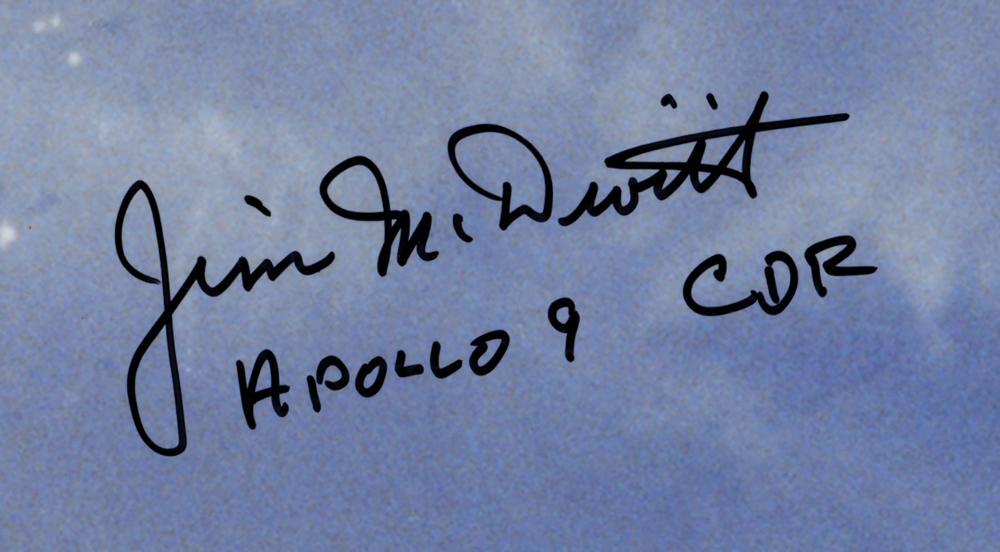 Jim McDivitt
APOLLO 9 CDR